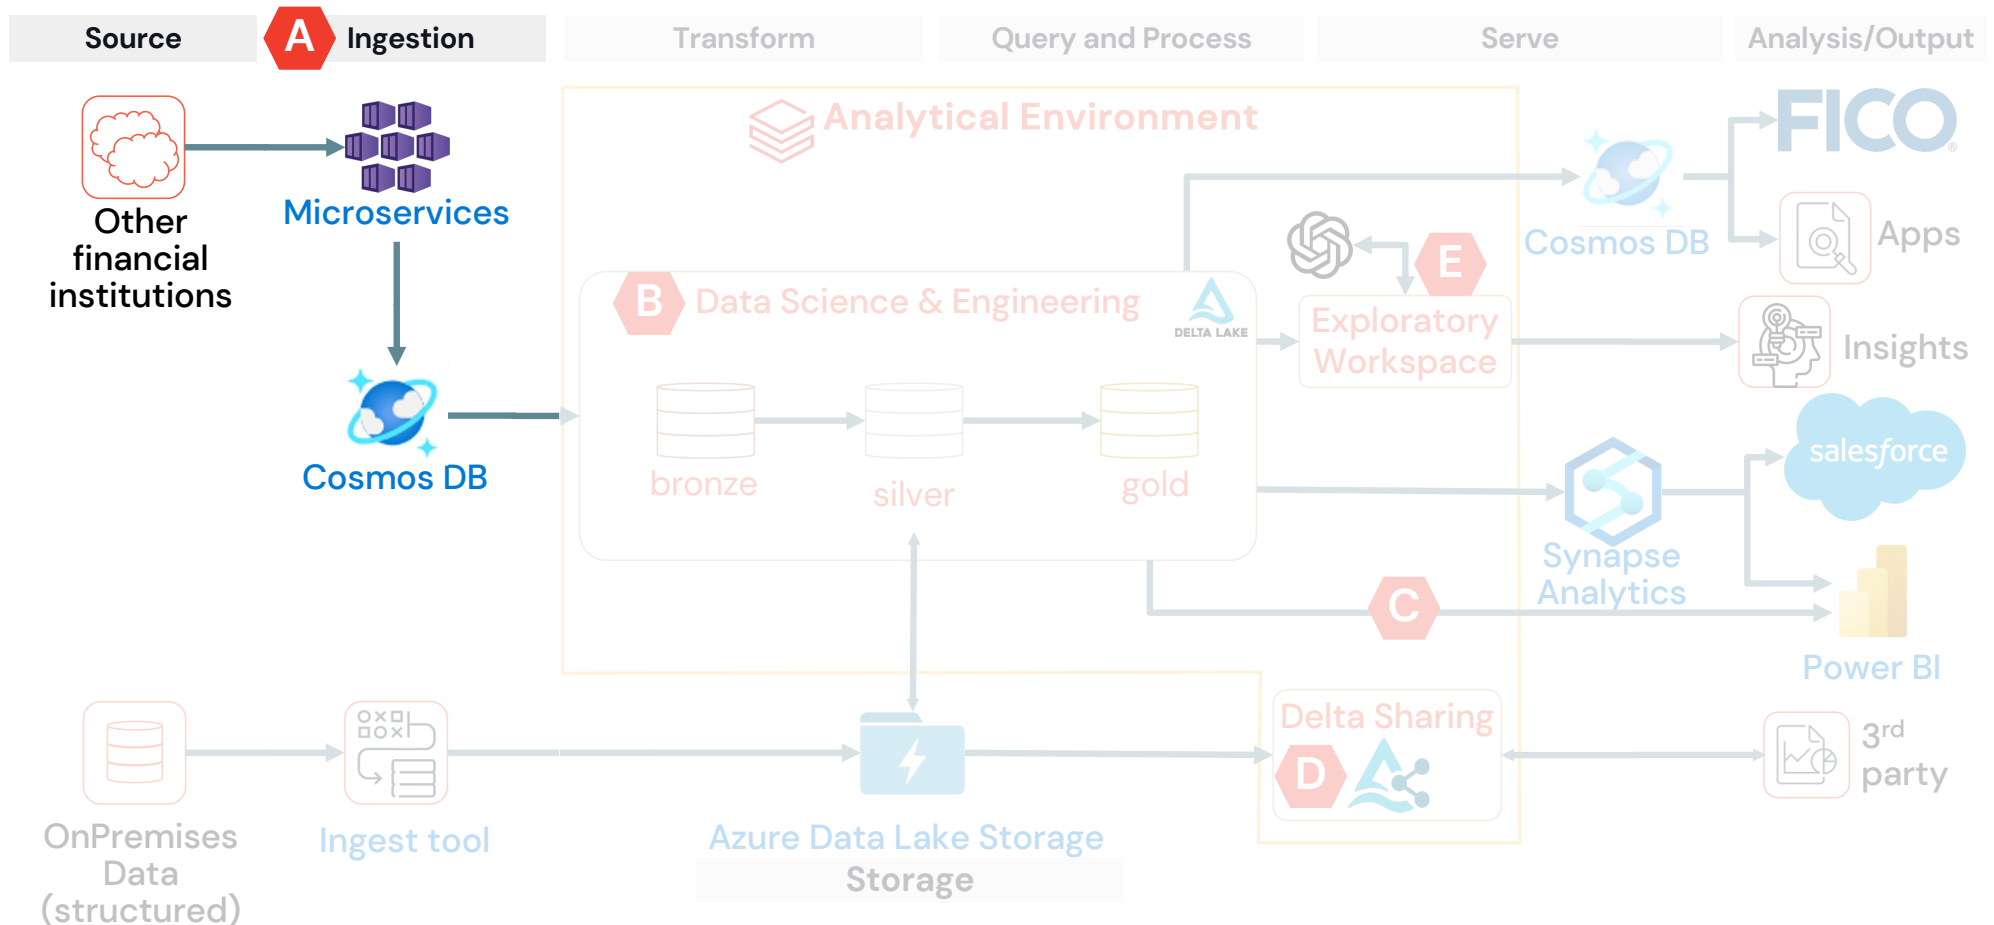 Source
A
Ingestion
Transform
Query and Process
Serve
Analysis/Output
Other
financial
institutions
Microservices
Cosmos DB
Analytical Environment
B
Data Science & Engineering
DELTA LAKE
bronze
silver
gold
E
Exploratory
Workspace
Cosmos DB
FICO®
Apps
Insights
salesforce
Synapse
Analytics
C
Power BI
OnPremises
Data
(structured)
Ingest tool
Azure Data Lake Storage
Storage
Delta Sharing
D
3rd
party